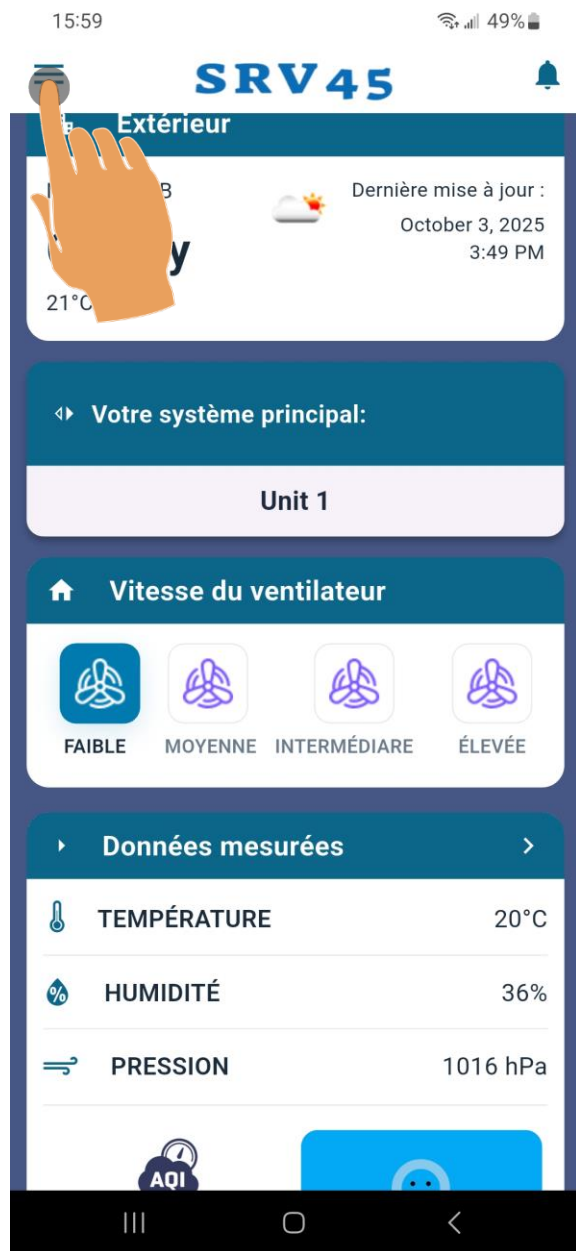 15:59
49%
SRV45
Extérieur
B
Dernière mise à jour :
October 3, 2025
3:49 PM
y
21°C
Votre système principal:
Unit 1
Vitesse du ventilateur
FAIBLE
MOYENNE
INTERMÉDIARE
ÉLEVÉE
Données mesurées
TEMPÉRATURE
20°C
HUMIDITÉ
36%
PRESSION
1016 hPa
AQI